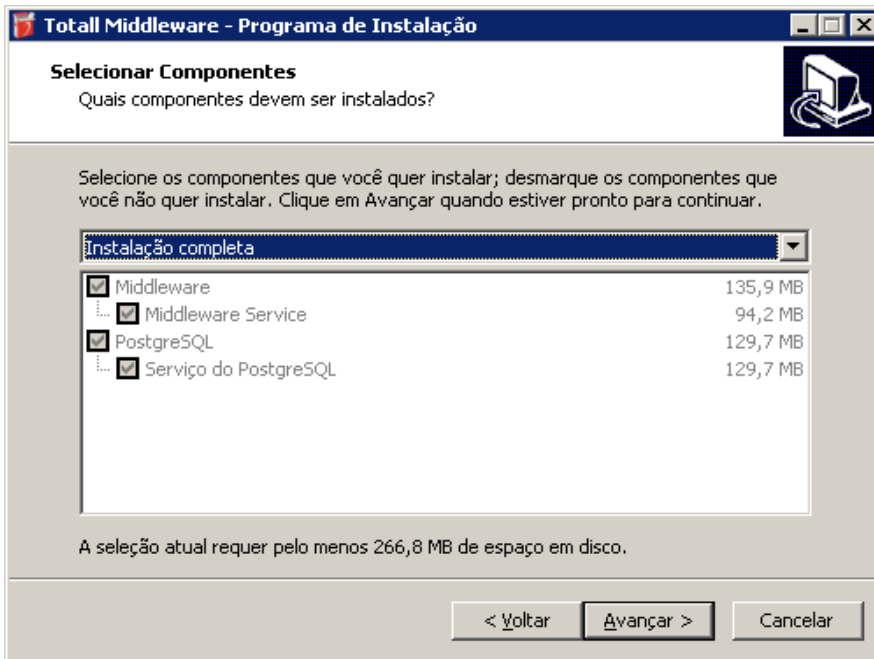 Totall Middleware - Programa de Instalação
Selecionar Componentes
Quais componentes devem ser instalados?
Selecione os componentes que você quer instalar; desmarque os componentes que
você não quer instalar. Clique em Avançar quando estiver pronto para continuar.
Instalação completa
Middleware 135,9 MB
Middleware Service 94,2 MB
PostgreSQL 129,7 MB
Serviço do PostgreSQL 129,7 MB
A seleção atual requer pelo menos 266,8 MB de espaço em disco.
< Voltar Avançar > Cancelar